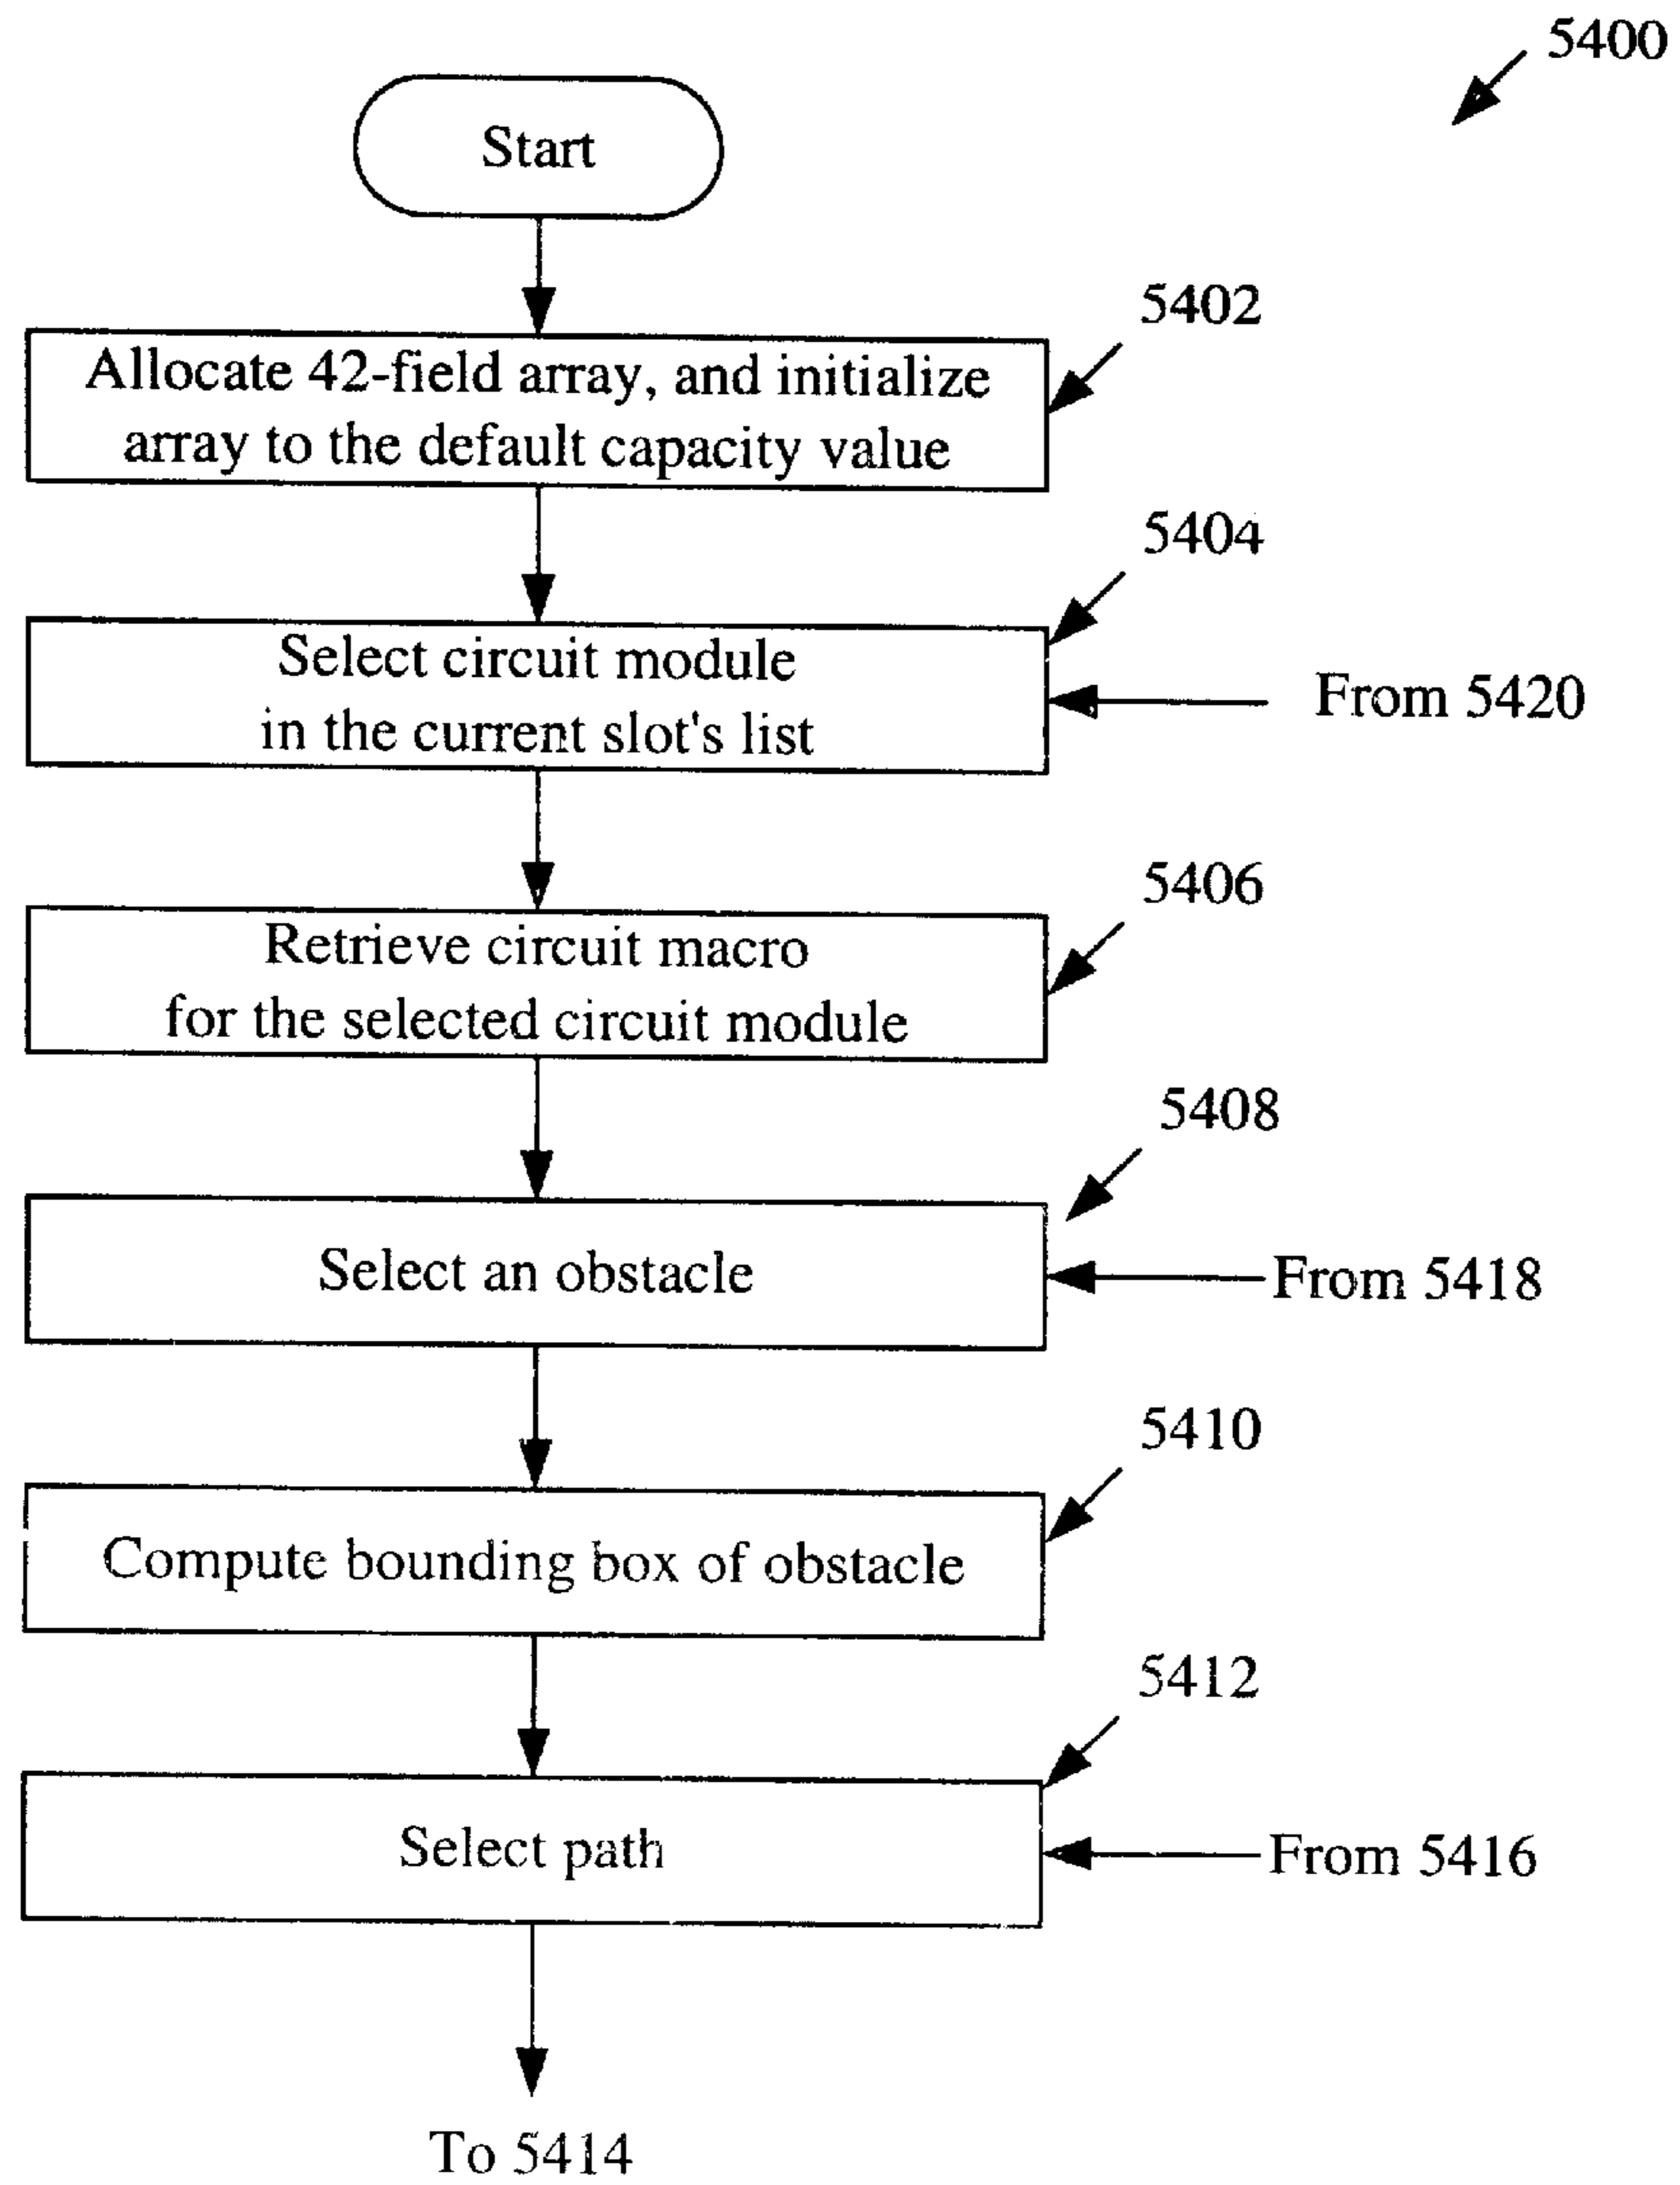 5400
Start
5402
Allocate 42-field array, and initialize
array to the default capacity value
5404
Select circuit module
in the current slot's list
From 5420
5406
Retrieve circuit macro
for the selected circuit module
5408
Select an obstacle
From 5418
5410
Compute bounding box of obstacle
5412
Select path
From 5416
To 5414